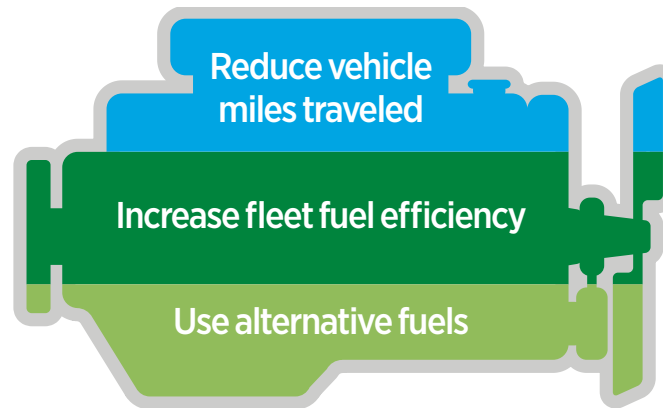 Reduce vehicle
miles traveled
Increase fleet fuel efficiency
Use alternative fuels